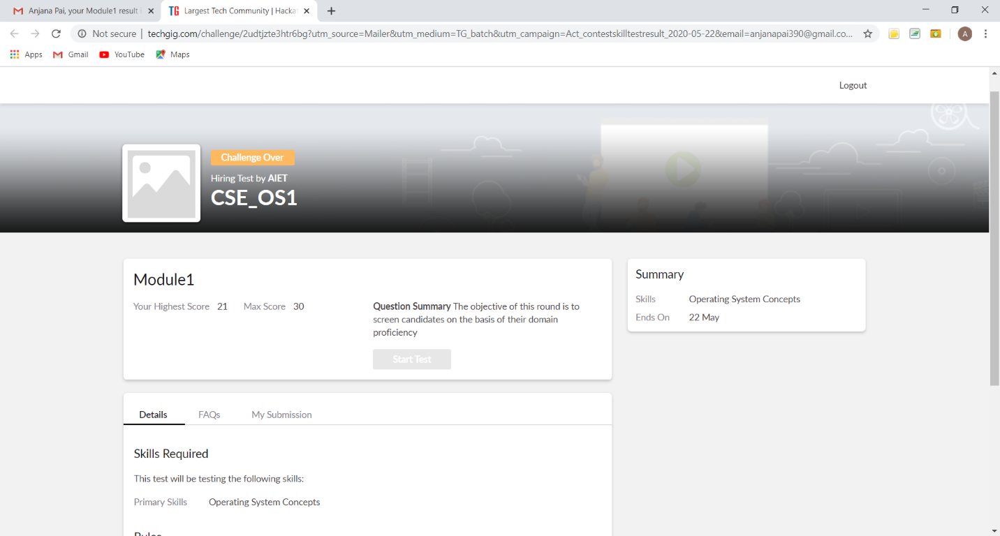 Anjana Pai, your Module1 result
Largest Tech Community | Hacka
Not secure | techgig.com/challenge/2udtjzte3htr6bg?utm_source=Mailer&utm_medium=TG_batch&utm_campaign=Act_contestskilltestresult_2020-05-22&email=anjanapai390@gmail.co...
A
Apps Gmail YouTube Maps
Logout
Challenge Over
Hiring Test by AIET
CSE_OS1
Module1
Your Highest Score 21 Max Score 30
Question Summary The objective of this round is to
screen candidates on the basis of their domain
proficiency
Start Test
Summary
Skills Operating System Concepts
Ends On 22 May
Details FAQs My Submission
Skills Required
This test will be testing the following skills:
Primary Skills Operating System Concepts
Rules